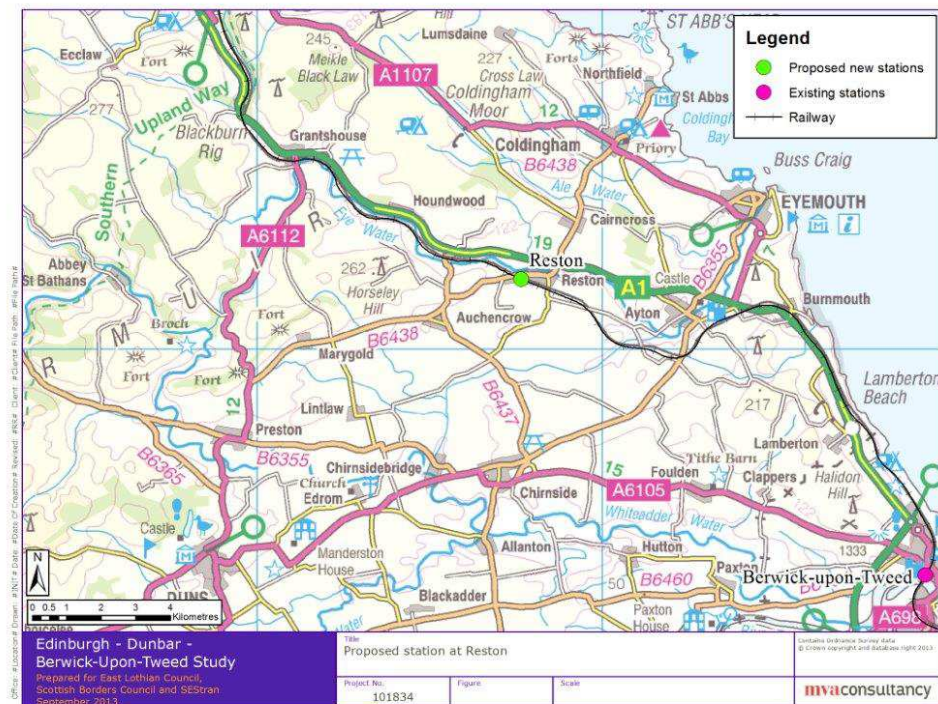 ST ABB'S HEAD
Legend
Proposed new stations
Existing stations
Railway
Ecclaw
Fort
245
Meikle
Black Law
Hill
Lumsdaine
A1107
227
Cross Law
Coldingham
Moor
Forts
Northfield
St Abbs
Coldingham
Bay
277
Upland Way
Blackburn
Rig
Grantshouse
12
Coldingham
Priory
B6438
Ale Water
Buss Craig
EYEMOUTH
Southern
A6112
Houndwood
Eye
Water
122
Cairncross
19
Reston
Reston
A1
Castle
B6355
Ayton
Burnmouth
Abbey
St Bathans
262
Horseley
Hill
Auchencrow
Broch
Fort
Fort
B6438
Marygold
B6437
Lamberton
Beach
217
12
Lintlaw
Preston
B6355
B6365
Chirnsidebridge
Church
Edrom
Chirnside
15
Foulden
Tithe Barn
A6105
Clappers
Lamberton
Halidon
Hill
Whiteadder Water
Castle
Manderston
House
Allanton
Hutton
Paxton
1333
Berwick-upon-Tweed
DUNS
Blackadder
50
B6460
Paxton
House
A698
N
0 0.5 1 2 3 4
Kilometres
Edinburgh - Dunbar -
Berwick-Upon-Tweed Study
Prepared for East Lothian Council,
Scottish Borders Council and SEStran
September 2013
Title
Proposed station at Reston
Project No.
101834
Figure
Scale
Contains Ordnance Survey data
© Crown copyright and database right 2013
mvaconsultancy